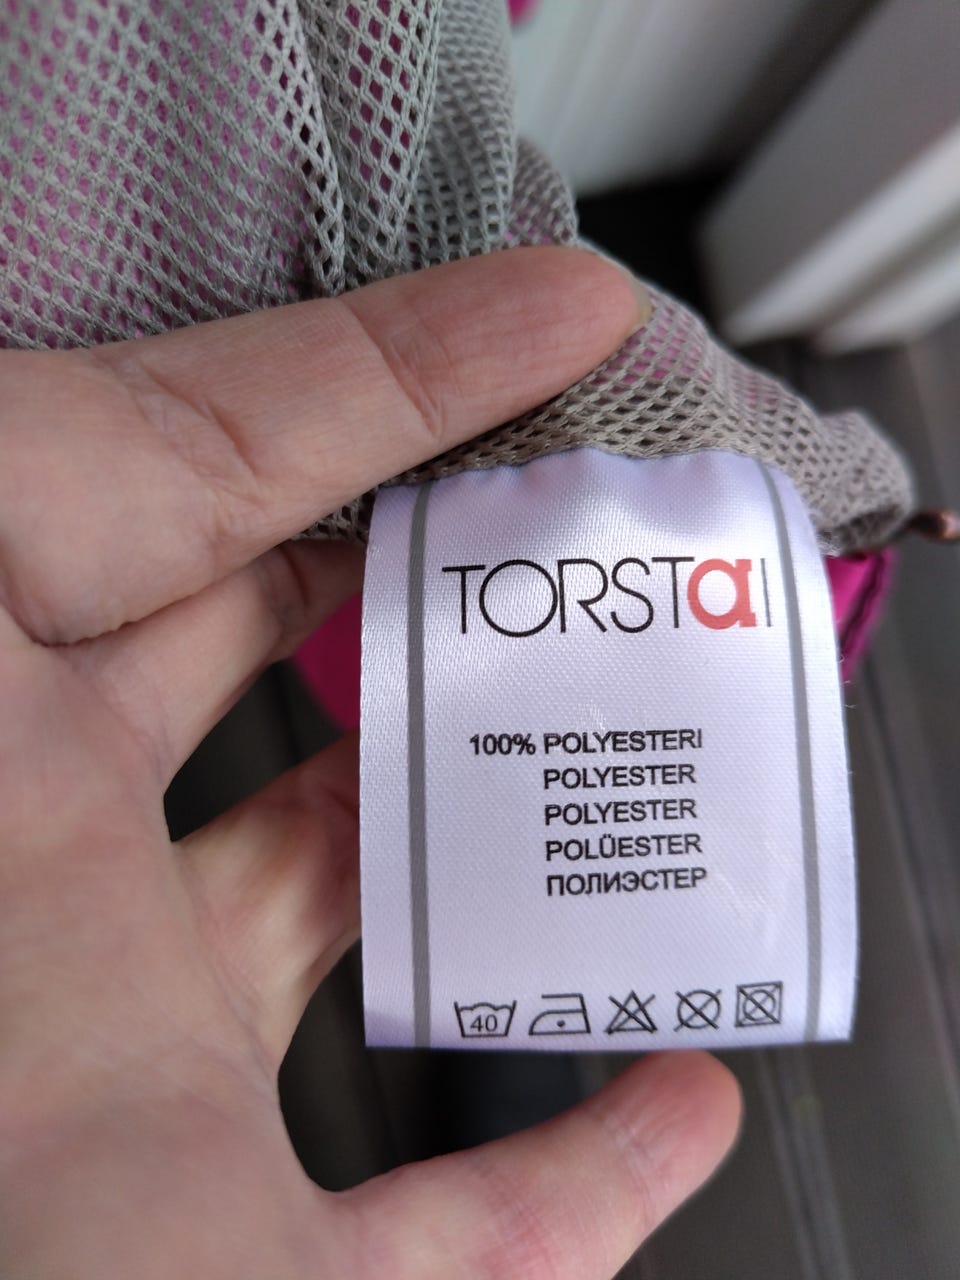 TORSTaI
100% POLYESTERI
POLYESTER
POLYESTER
POLÜESTER
ПОЛИЭСТЕР
40